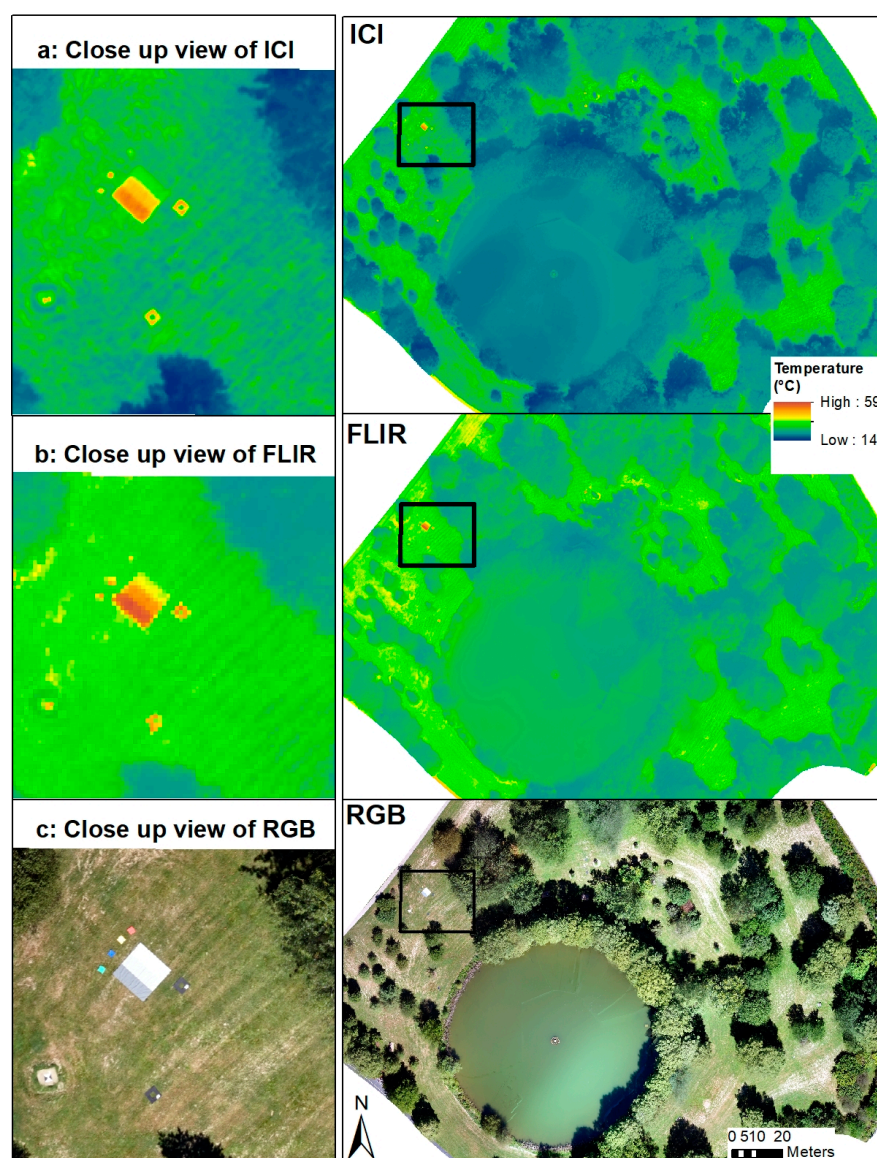 a: Close up view of ICI
ICI
Temperature
(°C)
High : 59
Low : 14
b: Close up view of FLIR
FLIR
c: Close up view of RGB
RGB
N
0 510 20
Meters